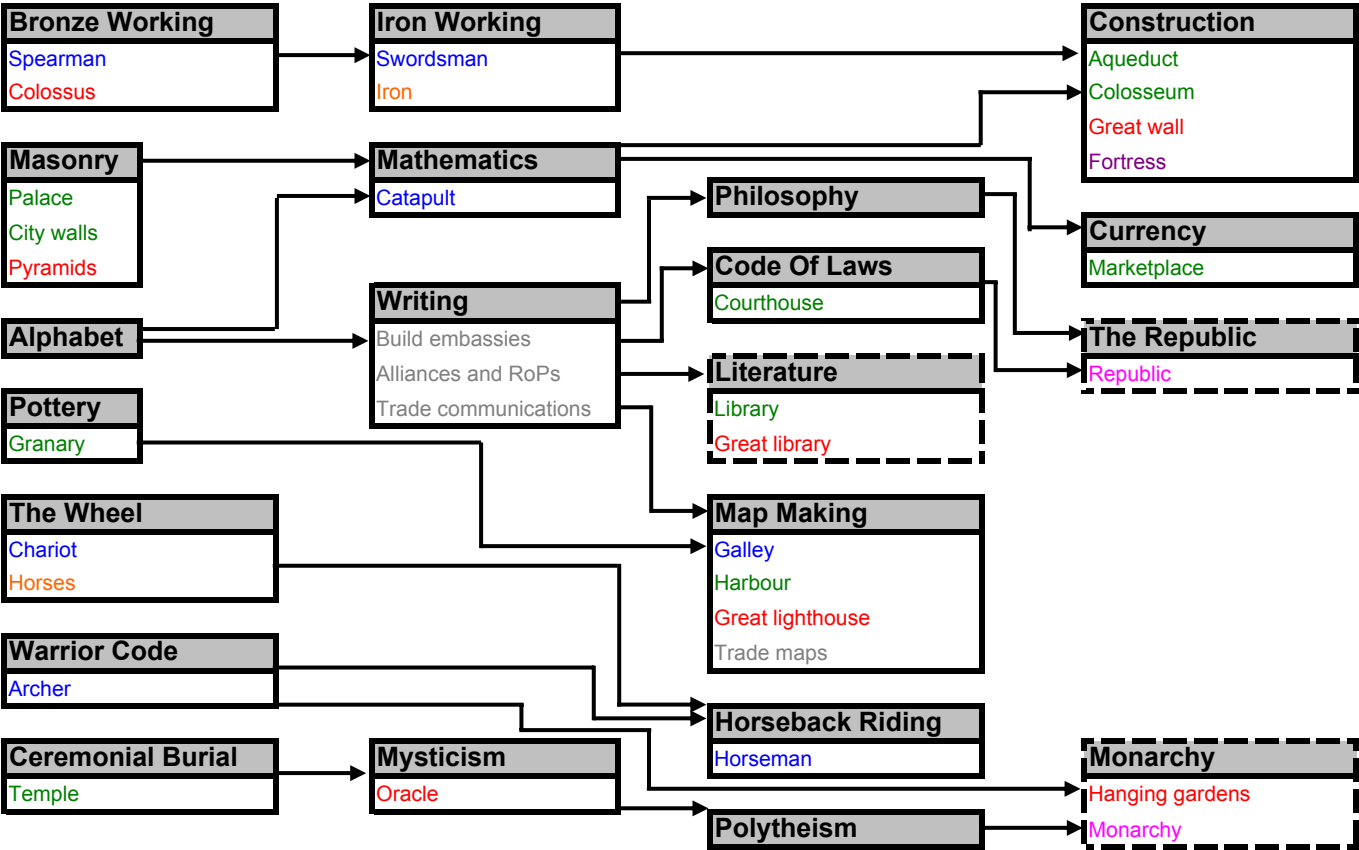 Bronze Working
Spearman
Colossus
Iron Working
Swordsman
Iron
Construction
Aqueduct
Colosseum
Great wall
Fortress
Masonry
Palace
City walls
Pyramids
Mathematics
Catapult
Philosophy
Currency
Marketplace
Code Of Laws
Courthouse
Alphabet
Writing
Build embassies
Alliances and RoPs
Trade communications
The Republic
Republic
Literature
Library
Great library
Pottery
Granary
The Wheel
Chariot
Horses
Map Making
Galley
Harbour
Great lighthouse
Trade maps
Warrior Code
Archer
Horseback Riding
Horseman
Ceremonial Burial
Temple
Mysticism
Oracle
Polytheism
Monarchy
Hanging gardens
Monarchy